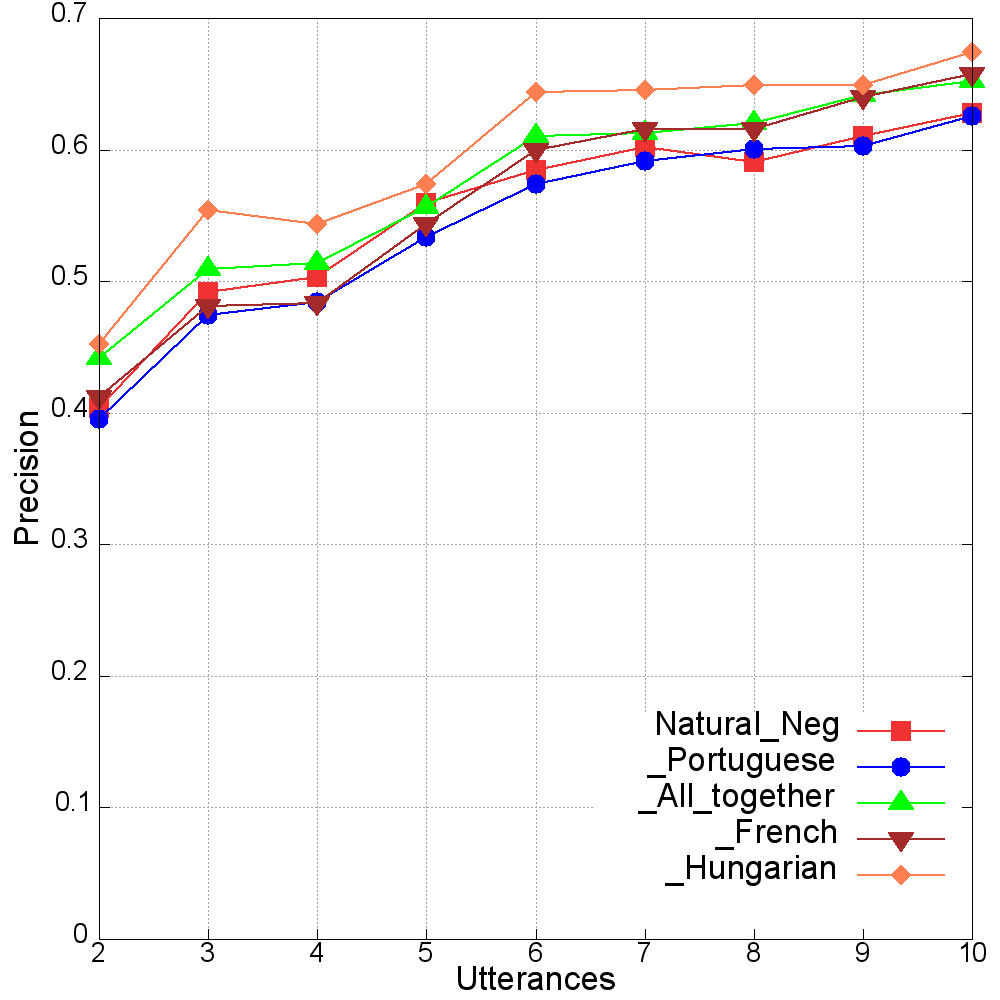 0.7
0.6
0.5
0.4
0.3
0.2
0.1
0
Precision
Natural_Neg
_Portuguese
_All_together
_French
_Hungarian
2 3 4 5 6 7 8 9 10
Utterances